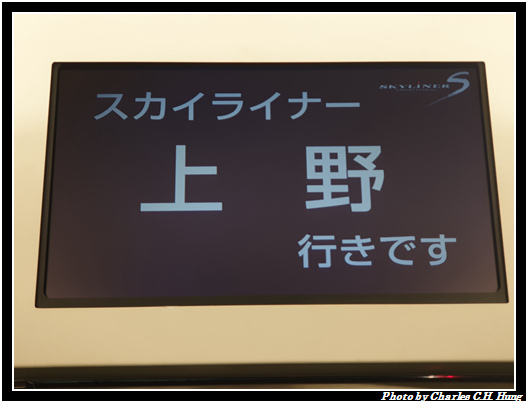 SKYLINER
スカイライナー
上野
行きです
Photo by Charles C.H. Hung